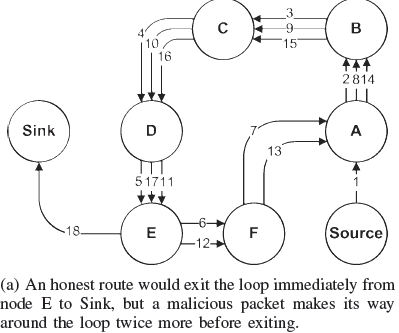 C
3
9
15
B
4
10
16
2 8 14
Sink
D
7
13
A
5 17 11
1
6
12
18
E
F
Source
(a) An honest route would exit the loop immediately from
node E to Sink, but a malicious packet makes its way
around the loop twice more before exiting.